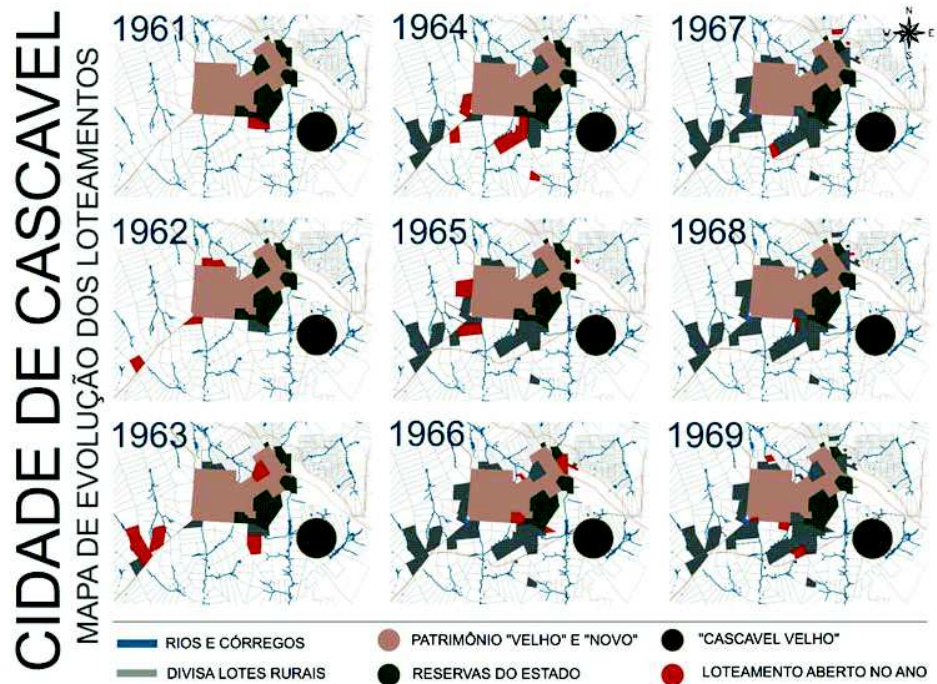 CIDADE DE CASCAVEL
MAPA DE EVOLUÇÃO DOS LOTEAMENTOS
1961
1964
1967
N
W E
S
1962
1965
1968
1963
1966
1969
RIOS E CÓRREGOS
PATRIMÔNIO "VELHO" E "NOVO"
"CASCAVEL VELHO"
DIVISA LOTES RURAIS
RESERVAS DO ESTADO
LOTEAMENTO ABERTO NO ANO